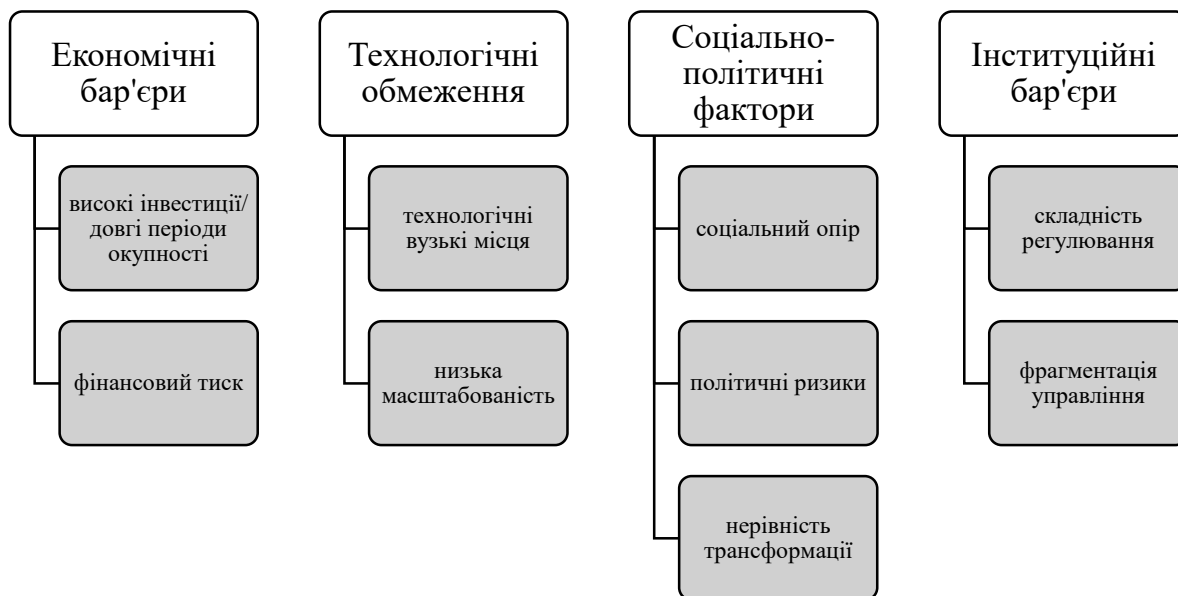 Економічні
бар'єри
високі інвестиції/
довгі періоди
окупності
фінансовий тиск
Технологічні
обмеження
технологічні
вузькі місця
низька
масштабованість
Соціально-
політичні
фактори
соціальний опір
політичні ризики
нерівність
трансформації
Інституційні
бар'єри
складність
регулювання
фрагментація
управління